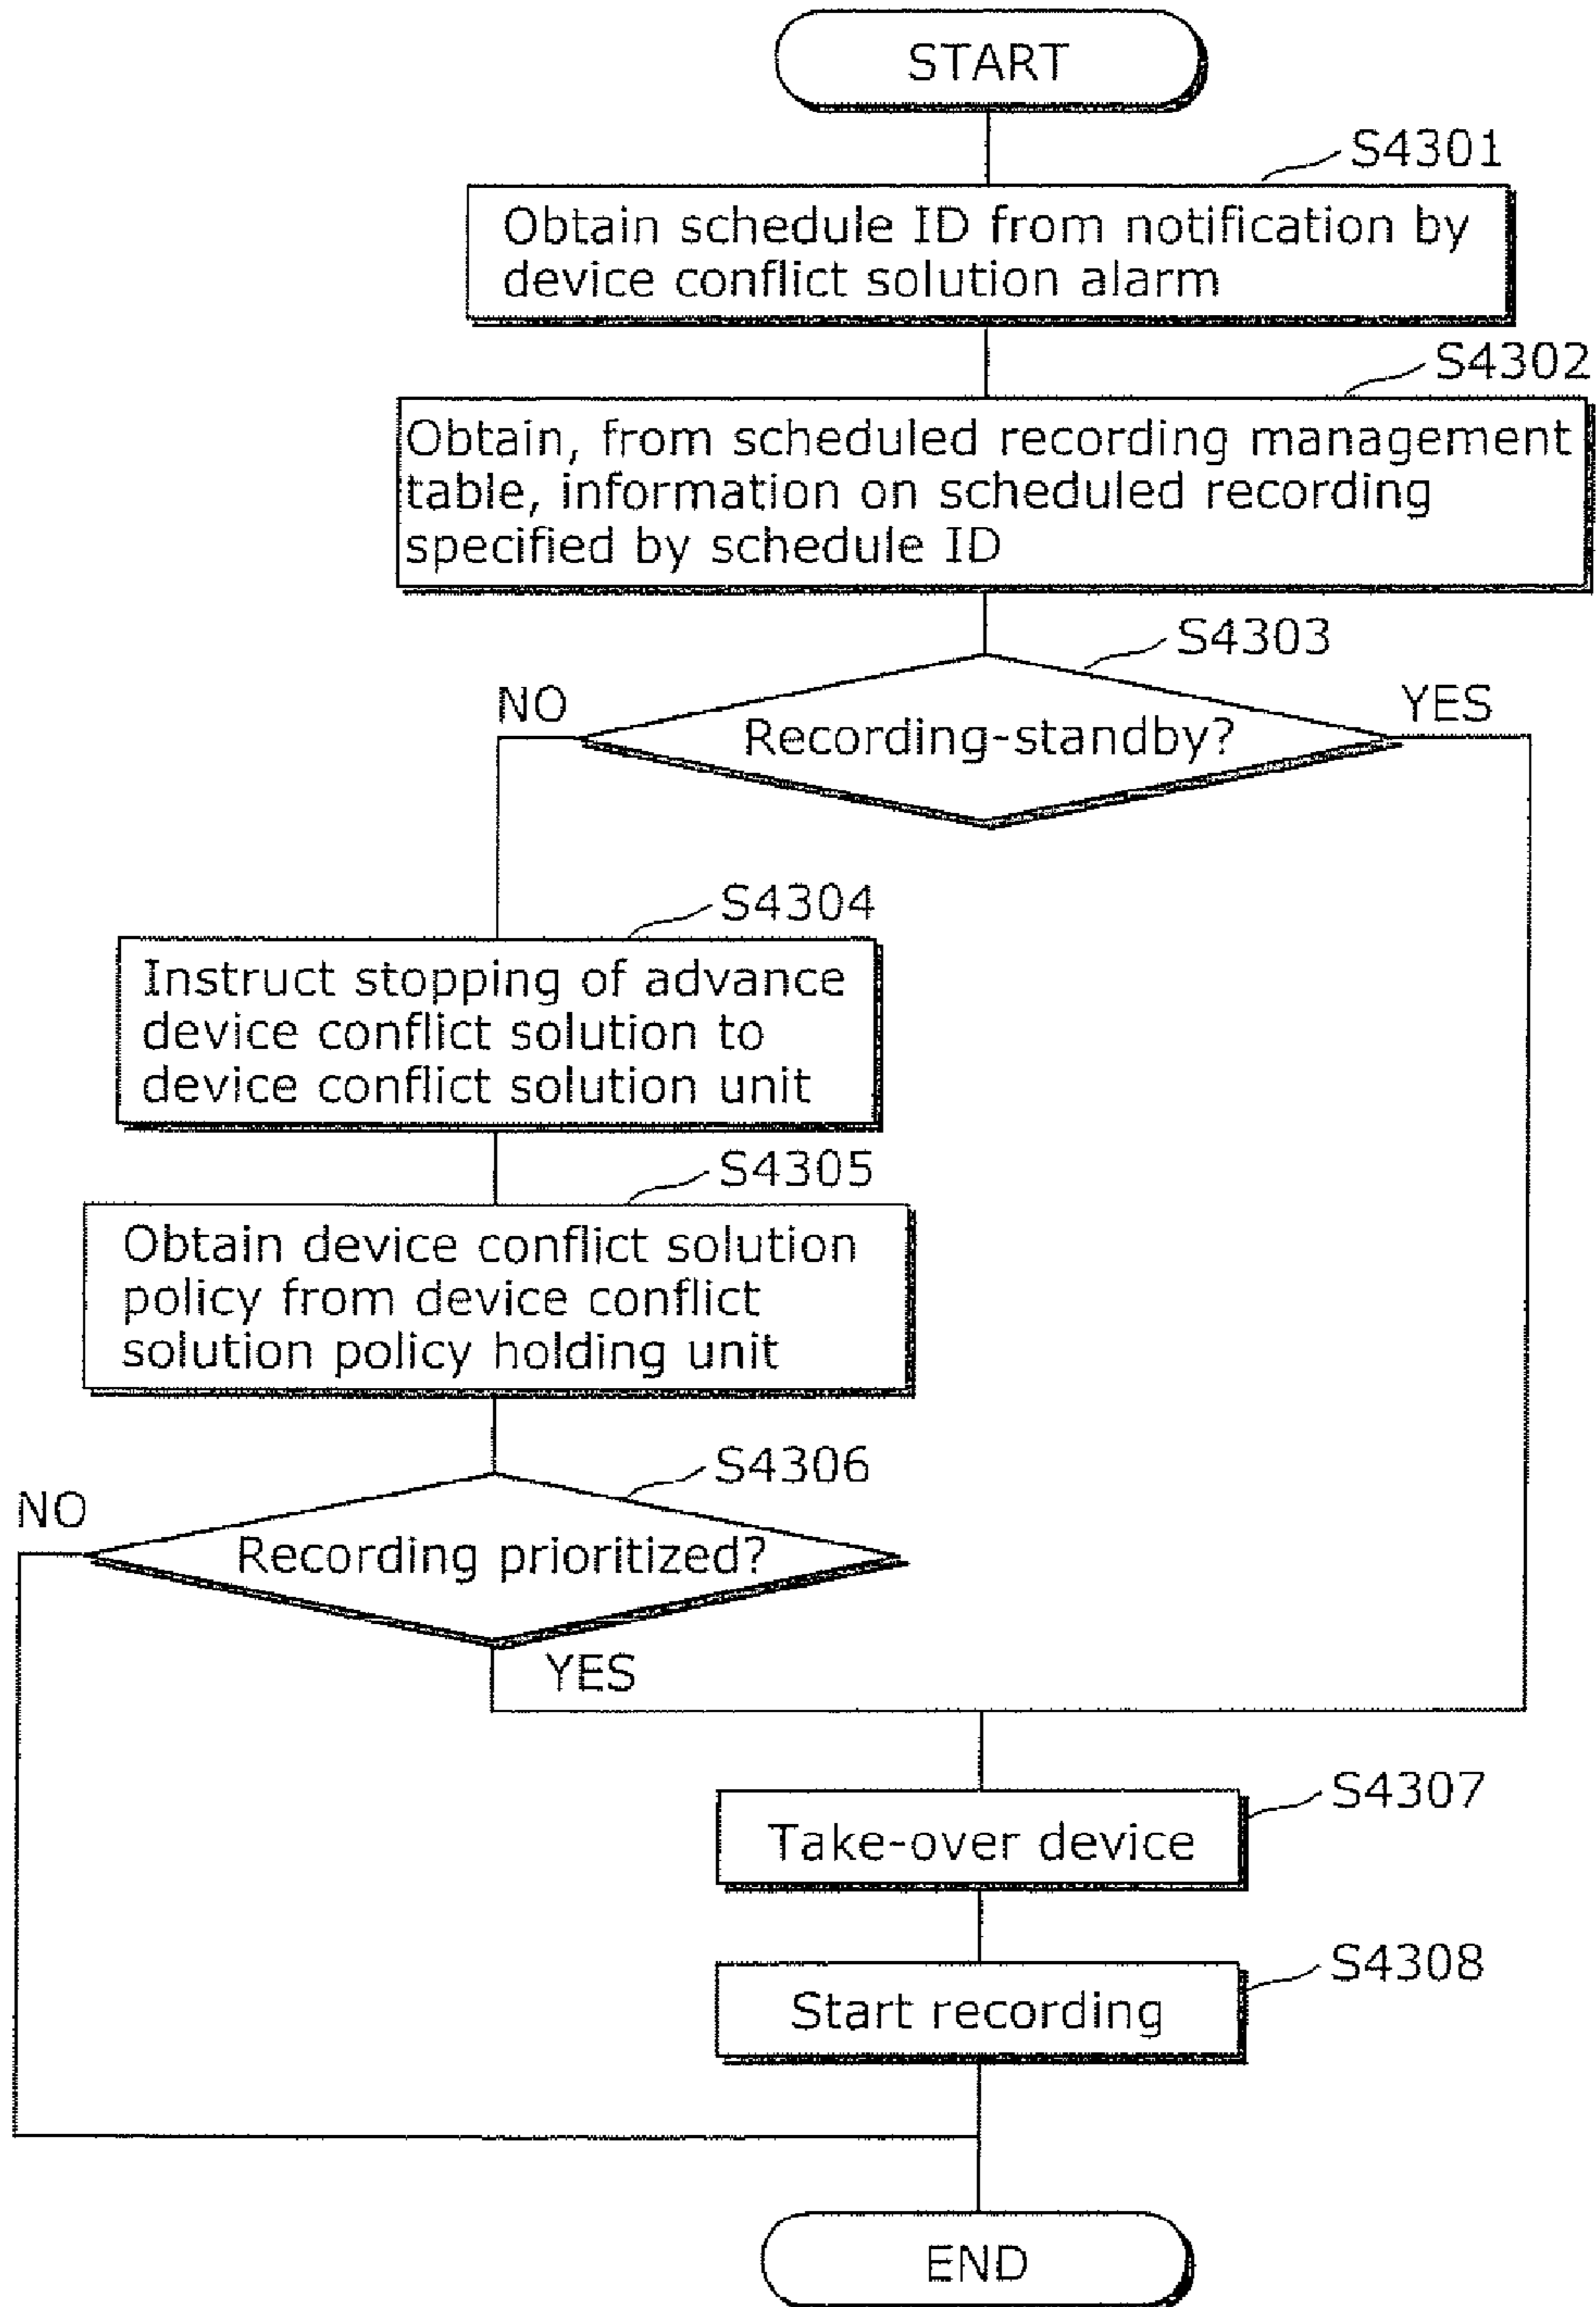 START
S4301
Obtain schedule ID from notification by
device conflict solution alarm
S4302
Obtain, from scheduled recording management
table, information on scheduled recording
specified by schedule ID
S4303
NO
YES
Recording-standby?
S4304
Instruct stopping of advance
device conflict solution to
device conflict solution unit
S4305
Obtain device conflict solution
policy from device conflict
solution policy holding unit
S4306
NO
Recording prioritized?
YES
S4307
Take-over device
S4308
Start recording
END